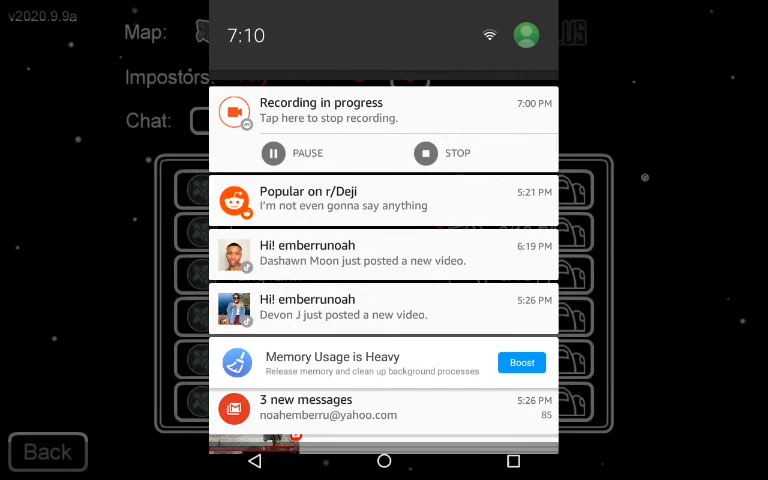 v2020.9.9a
7:10
Map:
Impostors:
Chat:
Recording in progress
7:00 PM
Tap here to stop recording.
PAUSE
STOP
Popular on r/Deji
5:21 PM
I'm not even gonna say anything
Hi! emberrunoah
6:19 PM
Dashawn Moon just posted a new video.
Hi! emberrunoah
5:26 PM
Devon J just posted a new video.
Memory Usage is Heavy
Release memory and clean up background processes
Boost
3 new messages
5:26 PM
noahemberru@yahoo.com
85
Back